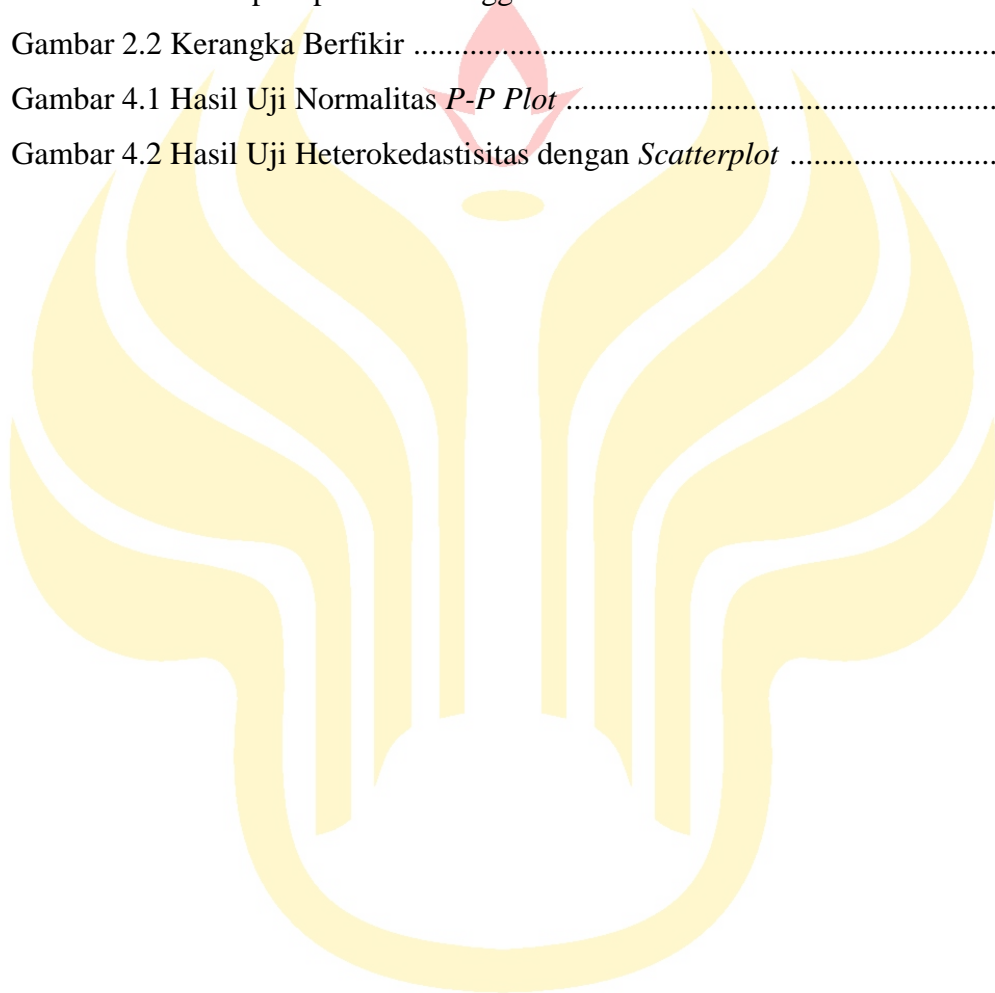 Gambar 2.2 Kerangka Berfikir ........................................................................
Gambar 4.1 Hasil Uji Normalitas P-P Plot .....................................................
Gambar 4.2 Hasil Uji Heterokedastisitas dengan Scatterplot .........................